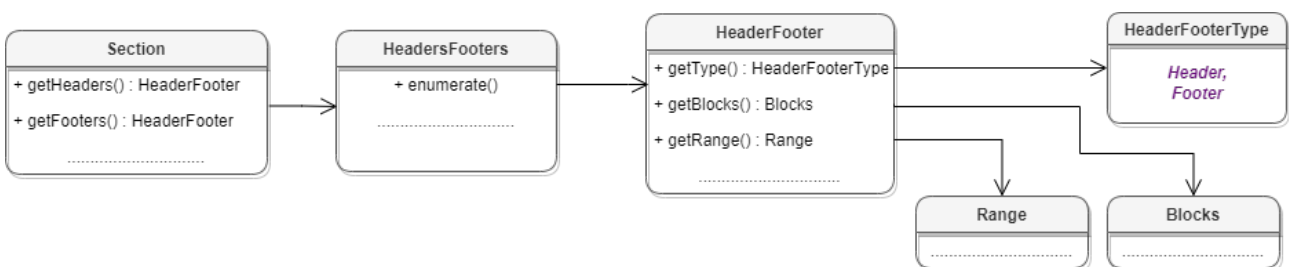 Section
+ getHeaders() : HeaderFooter
+ getFooters() : HeaderFooter
HeadersFooters
+ enumerate()
HeaderFooter
+ getType() : HeaderFooterType
+ getBlocks() : Blocks
+ getRange() : Range
HeaderFooterType
Header,
Footer
Range
Blocks